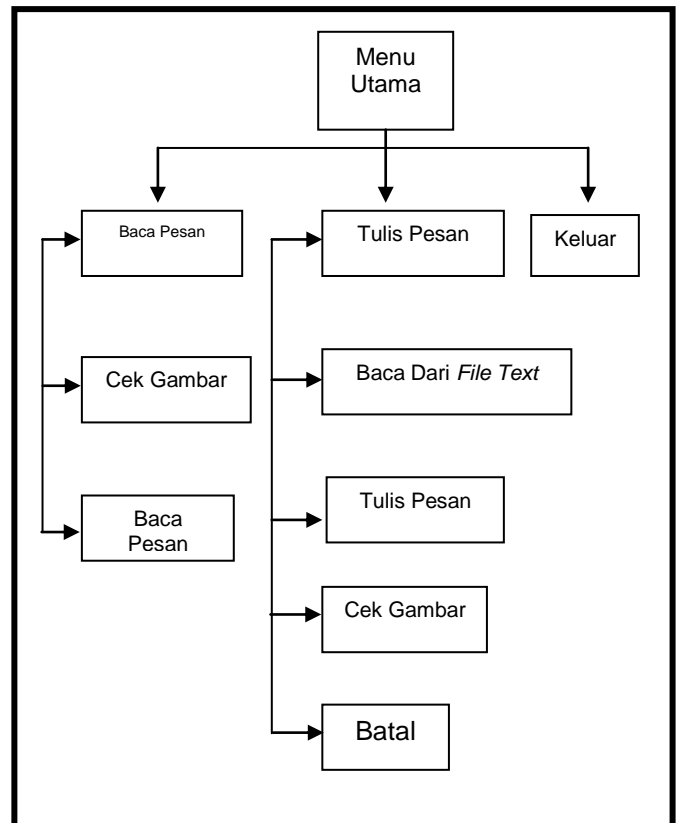 Menu
Utama
Baca Pesan
Tulis Pesan
Keluar
Cek Gambar
Baca Dari File Text
Baca
Pesan
Tulis Pesan
Cek Gambar
Batal